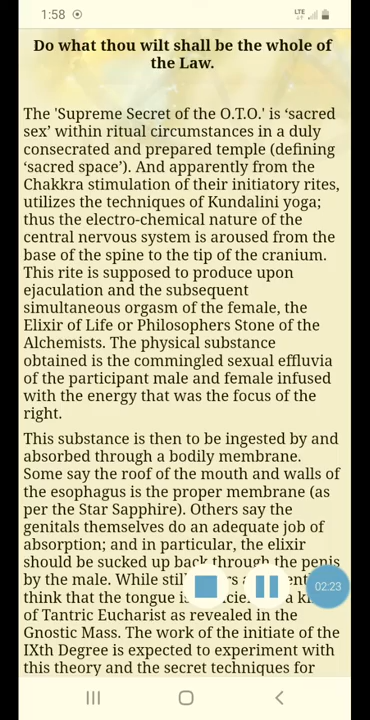 1:58
LTE
Do what thou wilt shall be the whole of
the Law.
The 'Supreme Secret of the O.T.O.' is ‘sacred
sex’ within ritual circumstances in a duly
consecrated and prepared temple (defining
‘sacred space’). And apparently from the
Chakkra stimulation of their initiatory rites,
utilizes the techniques of Kundalini yoga;
thus the electro-chemical nature of the
central nervous system is aroused from the
base of the spine to the tip of the cranium.
This rite is supposed to produce upon
ejaculation and the subsequent
simultaneous orgasm of the female, the
Elixir of Life or Philosophers Stone of the
Alchemists. The physical substance
obtained is the commingled sexual effluvia
of the participant male and female infused
with the energy that was the focus of the
right.
This substance is then to be ingested by and
absorbed through a bodily membrane.
Some say the roof of the mouth and walls of
the esophagus is the proper membrane (as
per the Star Sapphire). Others say the
genitals themselves do an adequate job of
absorption; and in particular, the elixir
should be sucked up back through the penis
by the male. While still
think that the tongue is
of Tantric Eucharist as revealed in the
Gnostic Mass. The work of the initiate of the
IXth Degree is expected to experiment with
this theory and the secret techniques for
02:23